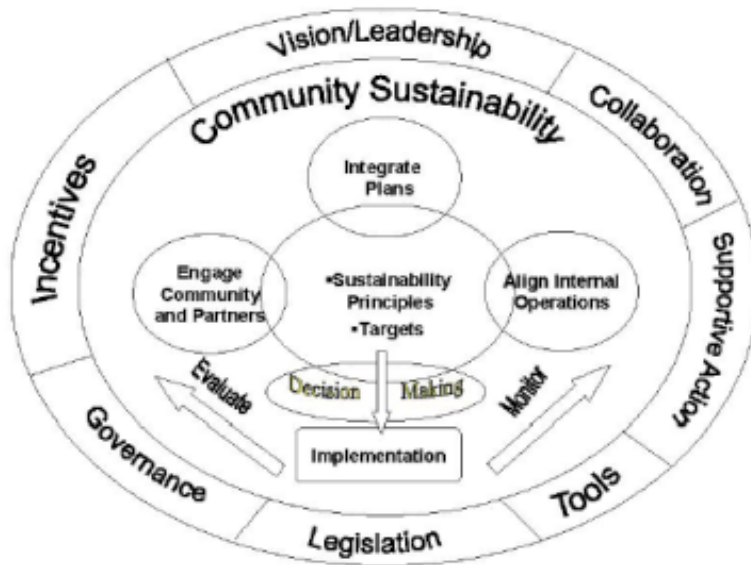 Vision/Leadership
Collaboration
Supportive Action
Tools
Legislation
Governance
Incentives
Community Sustainability
Integrate
Plans
Engage
Community
and Partners
▪Sustainability
Principles
▪Targets
Align Internal
Operations
Evaluate
Decision Making
Monitor
Implementation